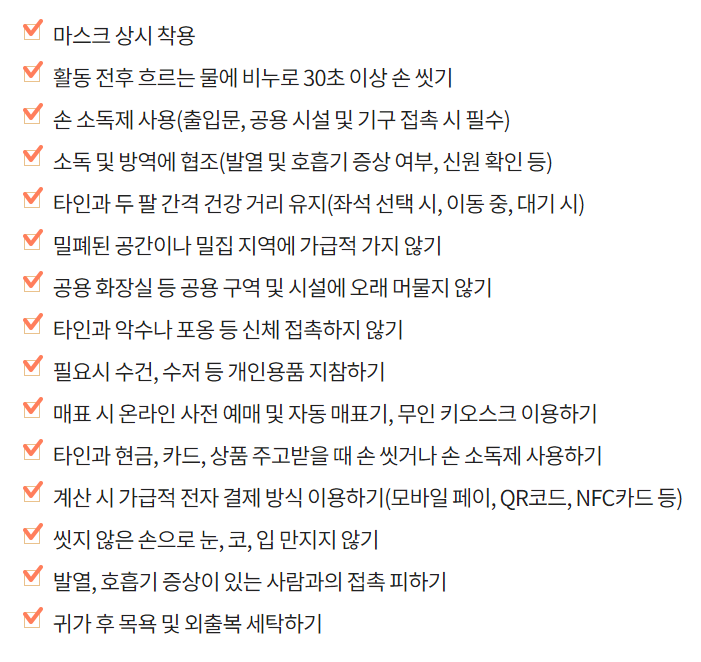 마스크 상시 착용
활동 전후 흐르는 물에 비누로 30초 이상 손 씻기
손 소독제 사용(출입문, 공용 시설 및 기구 접촉 시 필수)
소독 및 방역에 협조(발열 및 호흡기 증상 여부, 신원 확인 등)
타인과 두 팔 간격 건강 거리 유지(좌석 선택 시, 이동 중, 대기 시)
밀폐된 공간이나 밀집 지역에 가급적 가지 않기
공용 화장실 등 공용 구역 및 시설에 오래 머물지 않기
타인과 악수나 포옹 등 신체 접촉하지 않기
필요시 수건, 수저 등 개인용품 지참하기
매표 시 온라인 사전 예매 및 자동 매표기, 무인 키오스크 이용하기
타인과 현금, 카드, 상품 주고받을 때 손 씻거나 손 소독제 사용하기
계산 시 가급적 전자 결제 방식 이용하기(모바일 페이, QR코드, NFC카드 등)
씻지 않은 손으로 눈, 코, 입 만지지 않기
발열, 호흡기 증상이 있는 사람과의 접촉 피하기
귀가 후 목욕 및 외출복 세탁하기